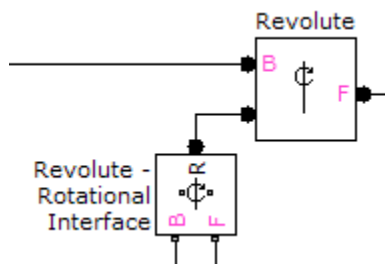 Revolute
B
F
R
Revolute -
Rotational
Interface
B F